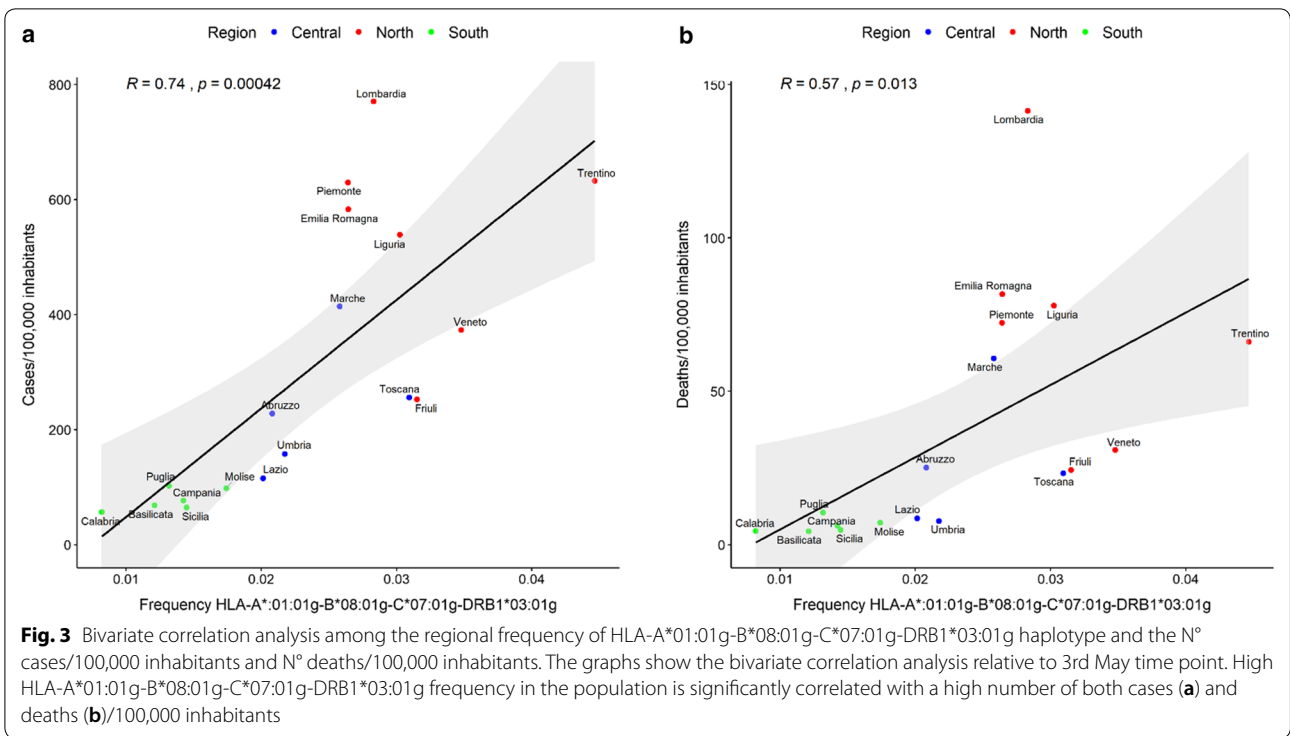 a
Region Central North South
R = 0.74 , p = 0.00042
Cases/100,000 inhabitants
800
600
400
200
0
Lombardia
Trentino
Piemonte
Emilia Romagna
Liguria
Marche
Veneto
Toscana
Friuli
Abruzzo
Umbria
Lazio
Molise
Puglia
Campania
Sicilia
Basilicata
Calabria
0.01 0.02 0.03 0.04
Frequency HLA-A*:01:01g-B*08:01g-C*07:01g-DRB1*03:01g
b
Region Central North South
R = 0.57 , p = 0.013
Deaths/100,000 inhabitants
150
100
50
0
Lombardia
Emilia Romagna
Piemonte
Liguria
Trentino
Marche
Veneto
Friuli
Toscana
Abruzzo
Lazio
Umbria
Puglia
Campania
Molise
Sicilia
Basilicata
Calabria
0.01 0.02 0.03 0.04
Frequency HLA-A*:01:01g-B*08:01g-C*07:01g-DRB1*03:01g
Fig. 3 Bivariate correlation analysis among the regional frequency of HLA-A*01:01g-B*08:01g-C*07:01g-DRB1*03:01g haplotype and the N°
cases/100,000 inhabitants and N° deaths/100,000 inhabitants. The graphs show the bivariate correlation analysis relative to 3rd May time point. High
HLA-A*01:01g-B*08:01g-C*07:01g-DRB1*03:01g frequency in the population is significantly correlated with a high number of both cases (a) and
deaths (b)/100,000 inhabitants